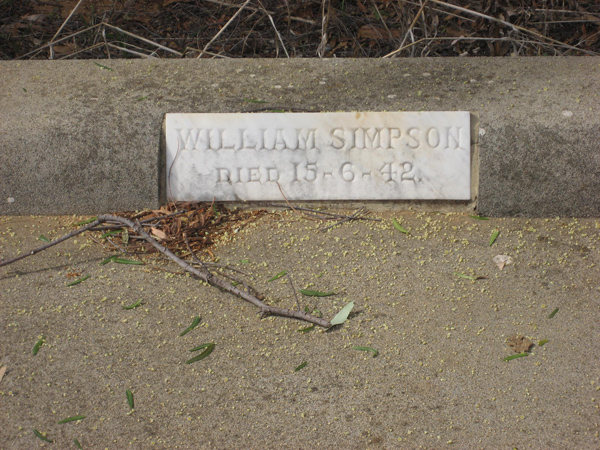 WILLIAM SIMPSON
DIED 15-6-42.